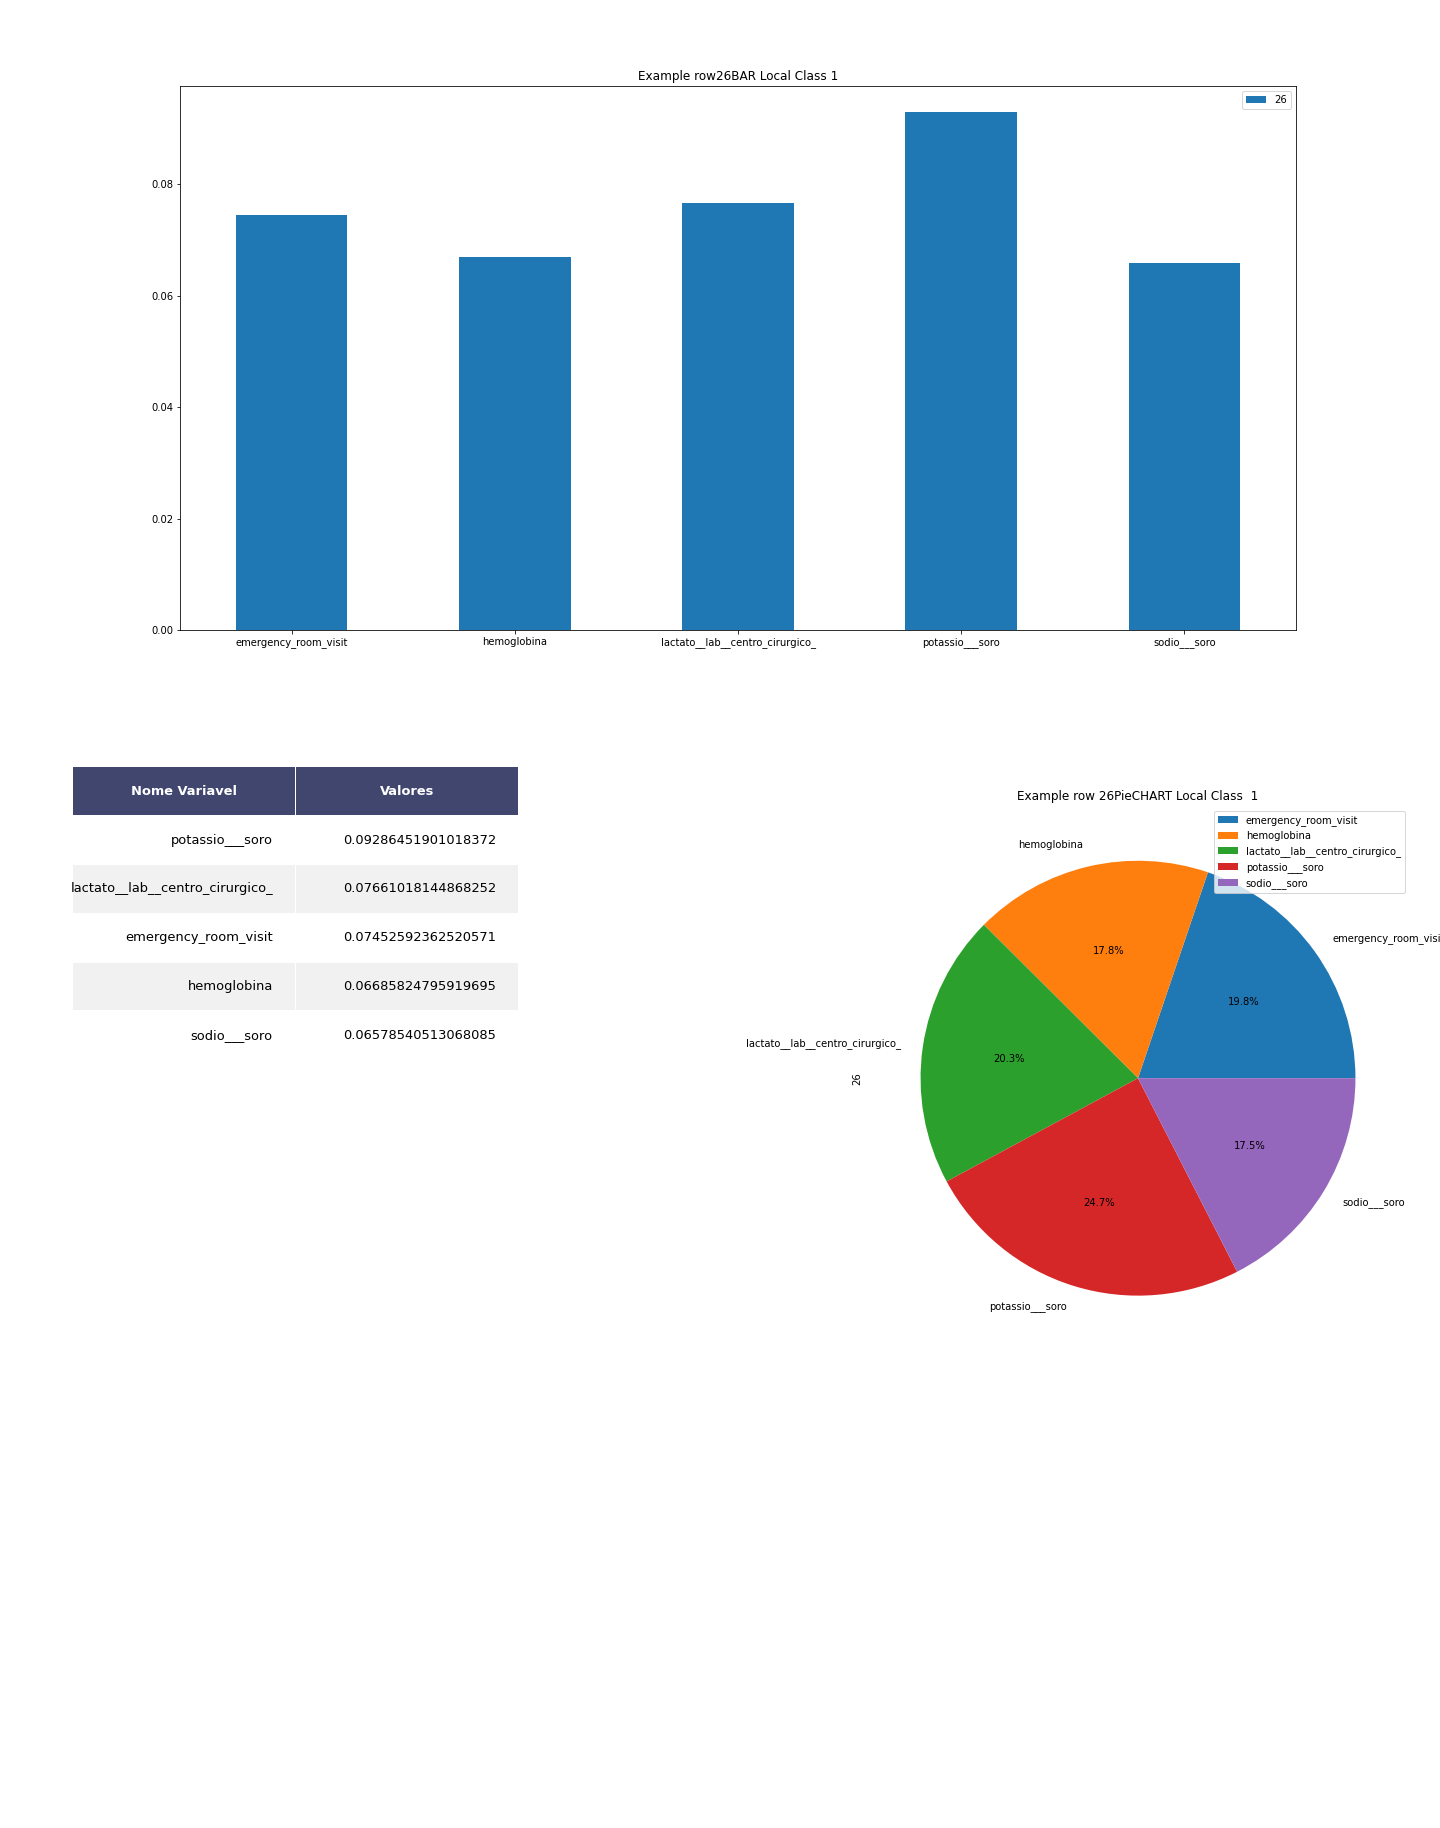 Example row26BAR Local Class 1
26
0.08
0.06
0.04
0.02
0.00
emergency_room_visit hemoglobina lactato__lab__centro_cirurgico_ potassio___soro sodio___soro
Nome Variavel Valores
potassio___soro 0.09286451901018372
lactato__lab__centro_cirurgico_ 0.07661018144868252
emergency_room_visit 0.07452592362520571
hemoglobina 0.06685824795919695
sodio___soro 0.06578540513068085
Example row 26PieCHART Local Class 1
emergency_room_visit
hemoglobina
lactato__lab__centro_cirurgico_
potassio___soro
sodio___soro
hemoglobina
emergency_room_visi
17.8%
19.8%
lactato__lab__centro_cirurgico_
20.3%
26
17.5%
24.7%
sodio___soro
potassio___soro